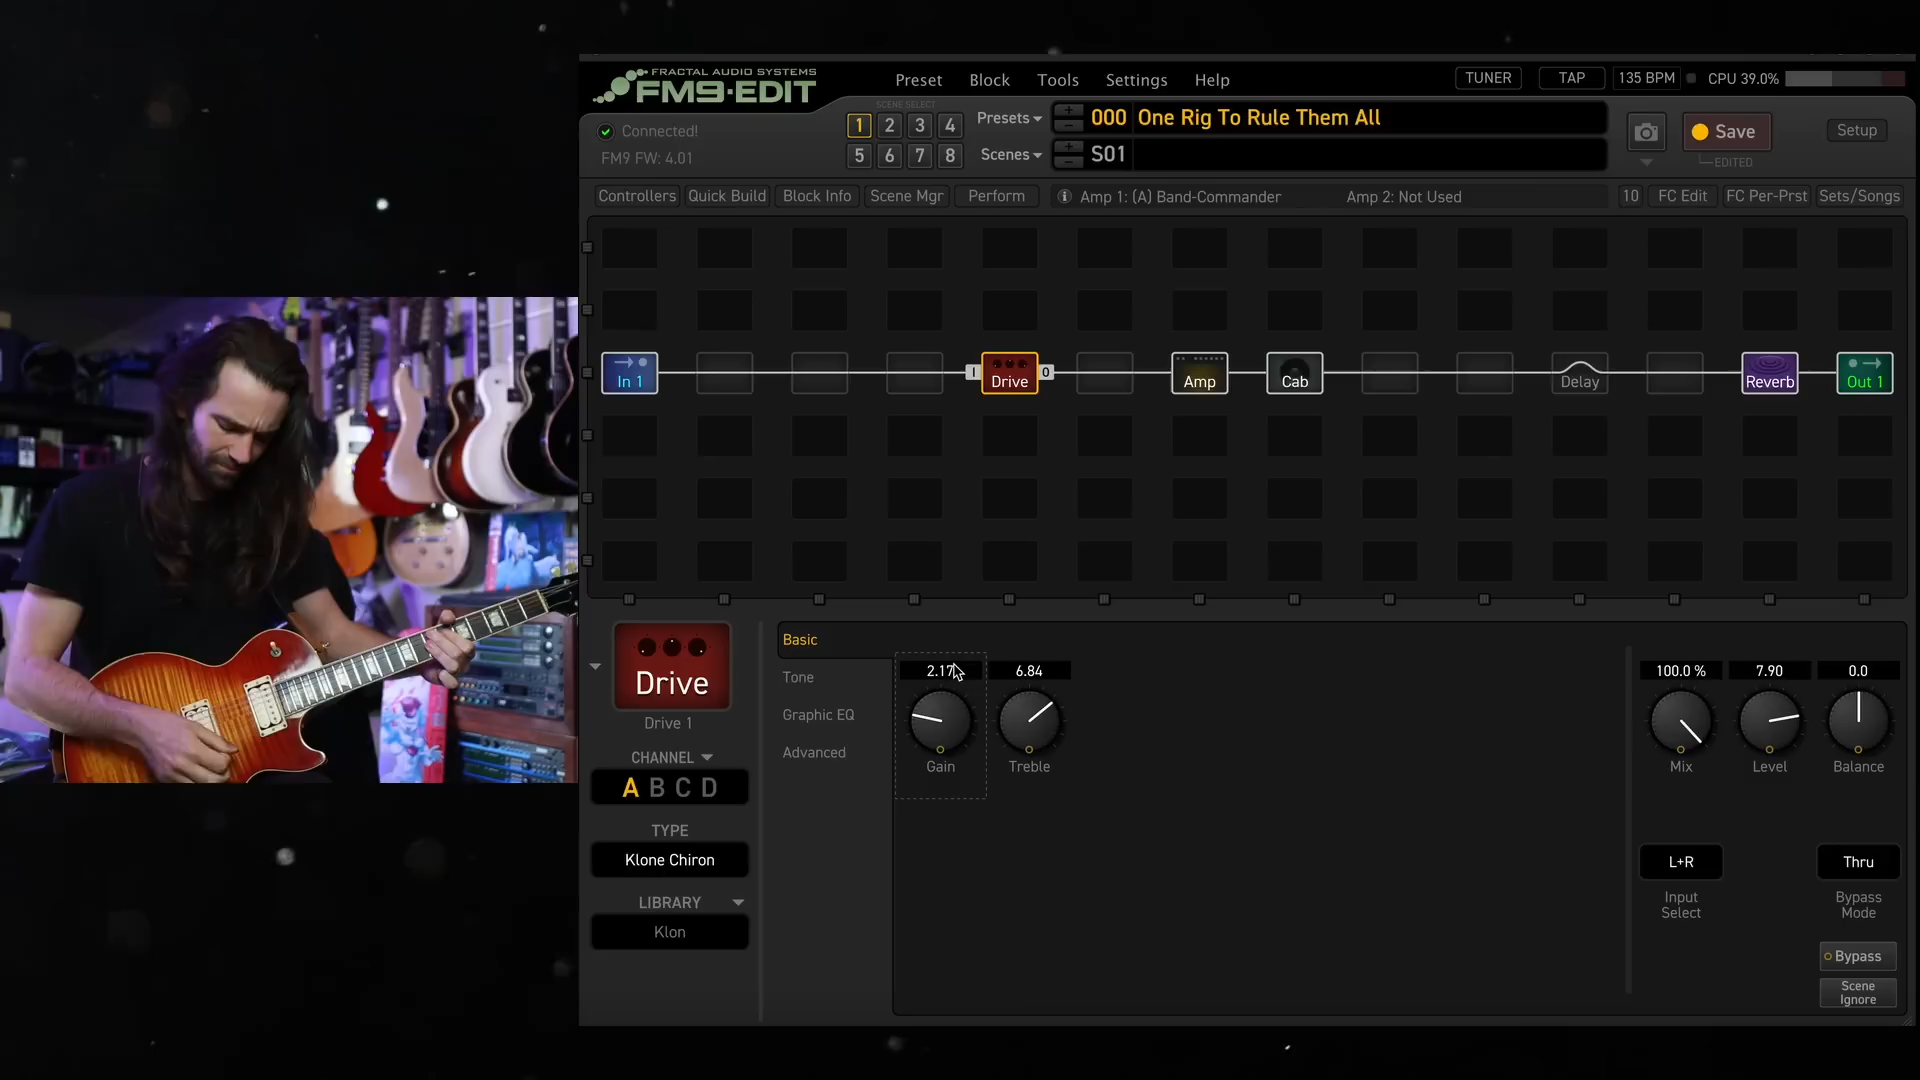 FRACTAL AUDIO SYSTEMS
FM9-EDIT
Preset Block Tools Settings Help
TUNER TAP 135 BPM CPU 39.0%
SCENE SELECT
1 2 3 4
5 6 7 8
Connected!
FM9 FW: 4.01
Presets 000 One Rig To Rule Them All
Scenes S01
Save
EDITED
Setup
Controllers Quick Build Block Info Scene Mgr Perform Amp 1: (A) Band-Commander Amp 2: Not Used 10 FC Edit FC Per-Prst Sets/Songs
In 1 I Drive O Amp Cab Delay Reverb Out 1
Drive
Drive 1
CHANNEL
A B C D
TYPE
Klone Chiron
LIBRARY
Klon
Basic
Tone
Graphic EQ
Advanced
2.17 6.84
Gain Treble
100.0 % 7.90 0.0
Mix Level Balance
L+R Thru
Input Select
Bypass Mode
Bypass
Scene Ignore